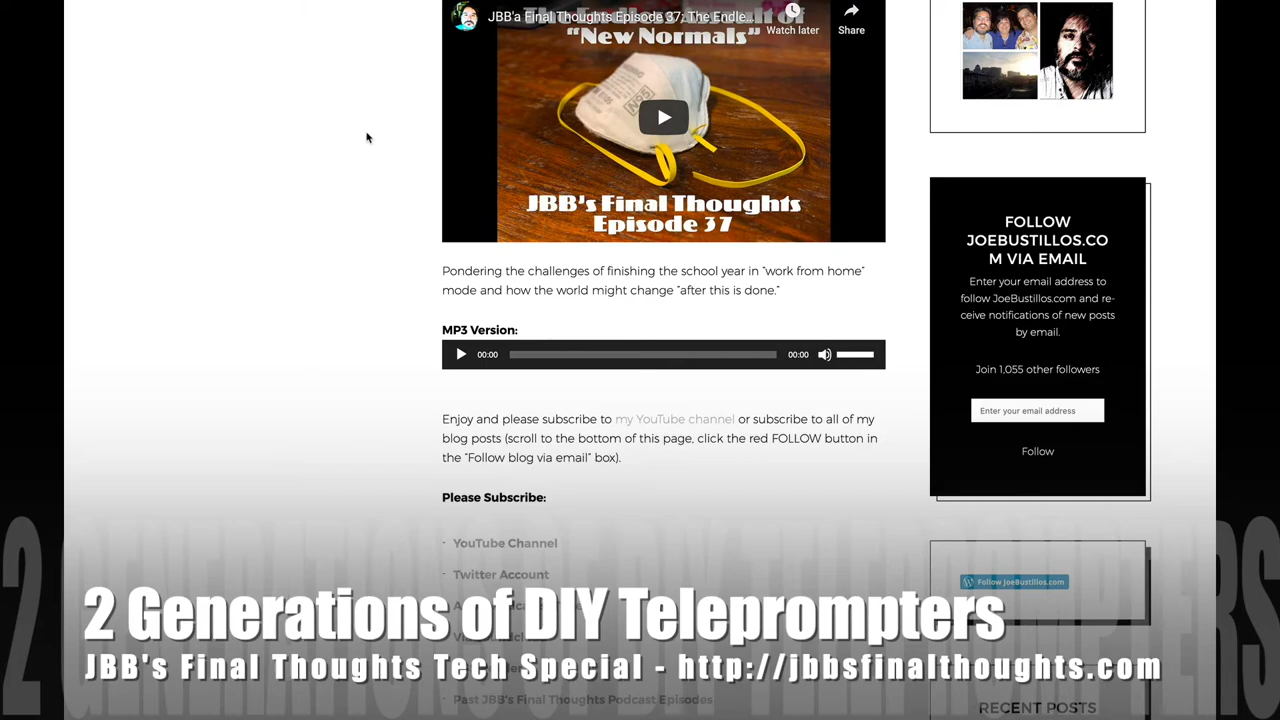 JBB'a Final Thoughts Episode 37: The Endle...
Watch later
Share
"New Normals"
N95
JBB's Final Thoughts
Episode 37
Pondering the challenges of finishing the school year in "work from home"
mode and how the world might change "after this is done."
MP3 Version:
00:00
00:00
Enjoy and please subscribe to my YouTube channel or subscribe to all of my
blog posts (scroll to the bottom of this page, click the red FOLLOW button in
the "Follow blog via email" box).
Please Subscribe:
- YouTube Channel
- Twitter Account
Past JBB's Final Thoughts Podcast Episodes
FOLLOW
JOEBUSTILLOS.CO
M VIA EMAIL
Enter your email address to
follow JoeBustillos.com and re-
ceive notifications of new posts
by email.
Join 1,055 other followers
Enter your email address
Follow
Follow JoeBustillos.com
RECENT POSTS
2 GENERATIONS OF DIY TELEPROMPTERS
2 Generations of DIY Teleprompters
JBB's Final Thoughts Tech Special - http://jbbsfinalthoughts.com